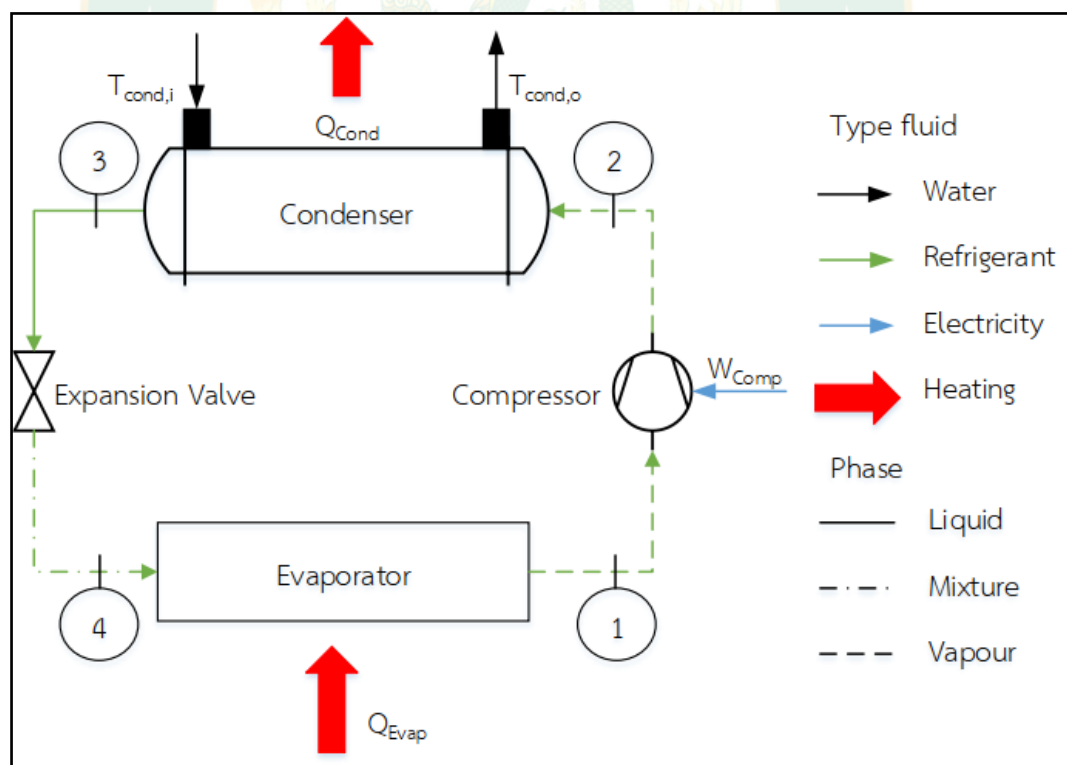 T_cond,i
T_cond,o
Q_Cond
3
2
Condenser
Expansion Valve
Compressor
W_Comp
4
Evaporator
1
Q_Evap
Type fluid
Water
Refrigerant
Electricity
Heating
Phase
Liquid
Mixture
Vapour